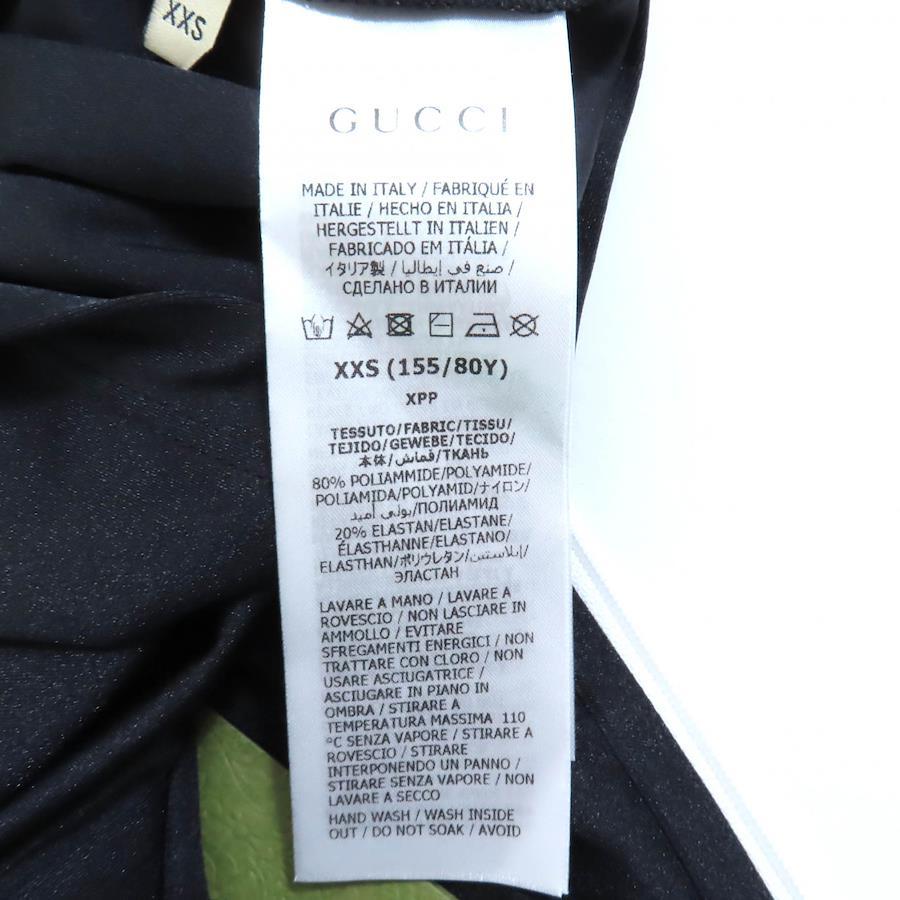 XXS
GUCCI
MADE IN ITALY / FABRIQUÉ EN
ITALIE / HECHO EN ITALIA /
HERGESTELLT IN ITALIEN /
FABRICADO EM ITÁLIA /
イタリア製 / صنع في إيطاليا /
СДЕЛАНО В ИТАЛИИ
XXS (155/80Y)
XPP
TESSUTO/FABRIC/TISSU/
TEJIDO/GEWEBE/TECIDO/
本体/قماش/ТКАНЬ
80% POLIAMMIDE/POLYAMIDE/
POLIAMIDA/POLYAMID/ナイロン/
بولي أميد/ПОЛИАМИД
20% ELASTAN/ELASTANE/
ÉLASTHANNE/ELASTANO/
ELASTHAN/ポリウレタン/إيلاستين/
ЭЛАСТАН
LAVARE A MANO / LAVARE A
ROVESCIO / NON LASCIARE IN
AMMOLLO / EVITARE
SFREGAMENTI ENERGICI / NON
TRATTARE CON CLORO / NON
USARE ASCIUGATRICE /
ASCIUGARE IN PIANO IN
OMBRA / STIRARE A
TEMPERATURA MASSIMA 110
°C SENZA VAPORE / STIRARE A
ROVESCIO / STIRARE
INTERPONENDO UN PANNO /
STIRARE SENZA VAPORE / NON
LAVARE A SECCO
HAND WASH / WASH INSIDE
OUT / DO NOT SOAK / AVOID